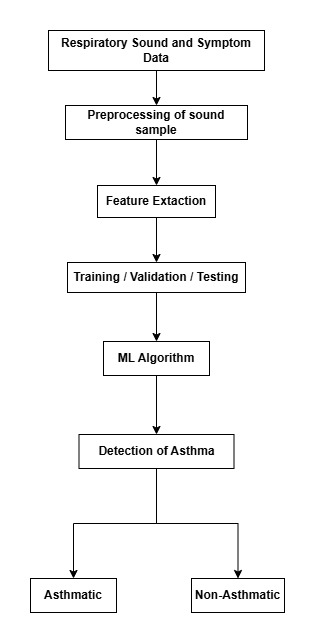 Respiratory Sound and Symptom
Data
Preprocessing of sound
sample
Feature Extaction
Training / Validation / Testing
ML Algorithm
Detection of Asthma
Asthmatic
Non-Asthmatic